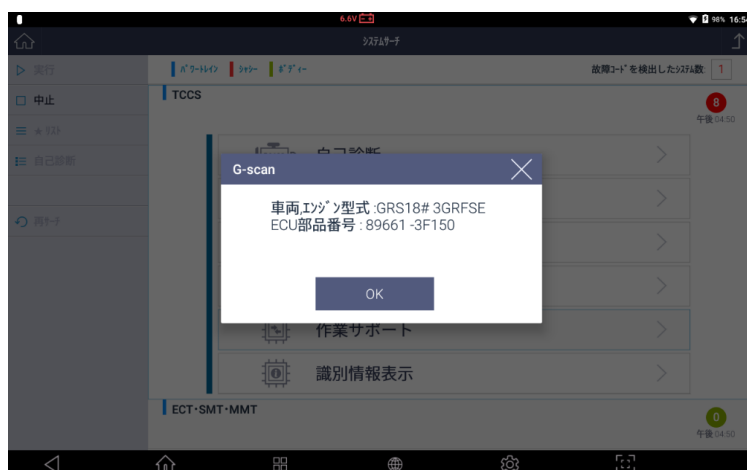 6.6V
98% 16:54
システムサーチ
実行
パワートレイン シャシー ボディー
故障コードを検出したシステム数: 1
中止
TCCS
8
午後 04:50
自己診断
自己診断
G-scan
車両,エンジン型式 :GRS18# 3GRFSE
ECU部品番号 : 89661 -3F150
再サーチ
OK
作業サポート
識別情報表示
ECT･SMT･MMT
0
午後 04:50